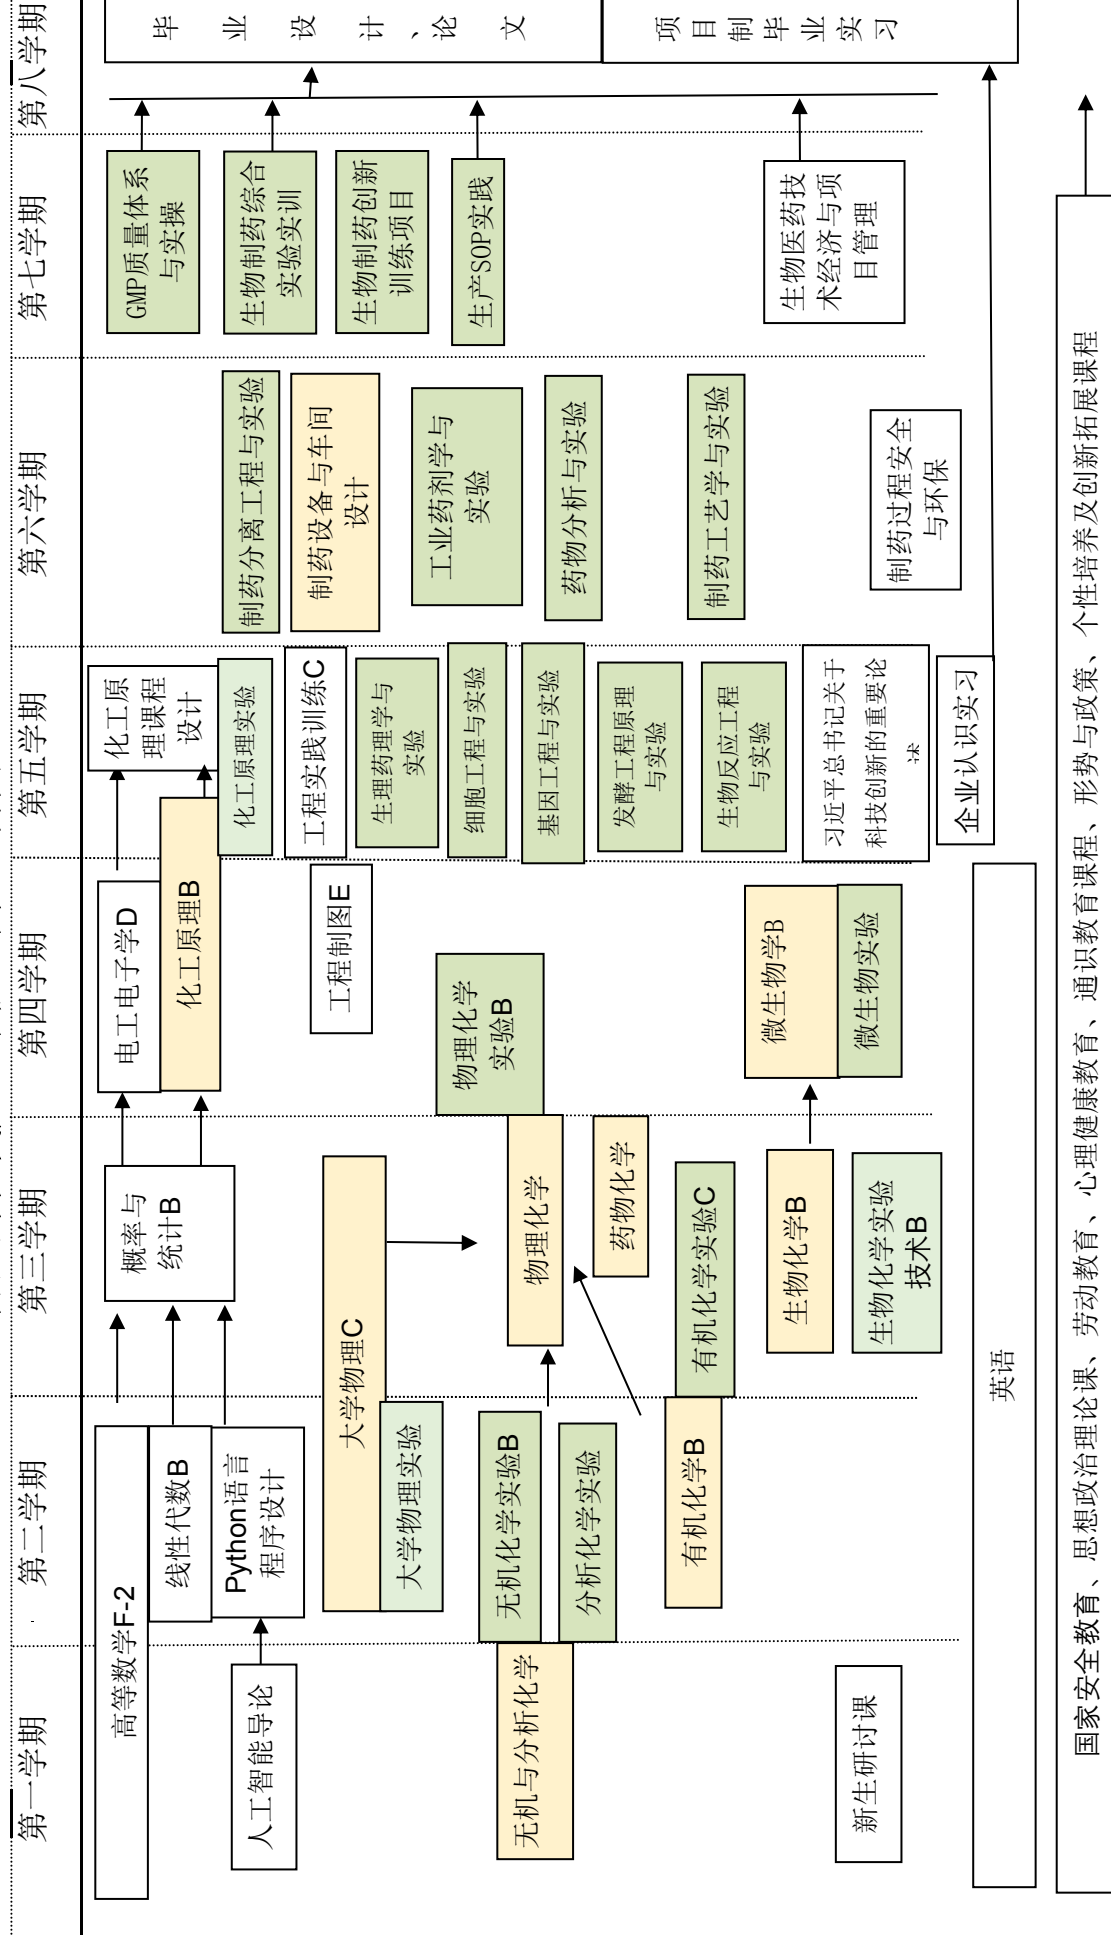 第一学期
第二学期
第三学期
第四学期
第五学期
第六学期
第七学期
第八学期
高等数学F-2
人工智能导论
无机与分析化学
新生研讨课
线性代数B
Python语言
程序设计
大学物理C
大学物理实验
无机化学实验B
分析化学实验
有机化学B
概率与
统计B
物理化学
药物化学
有机化学实验C
生物化学B
生物化学实验
技术B
电工电子学D
化工原理B
工程制图E
物理化学
实验B
微生物学B
微生物实验
化工原
理课程
设计
化工原理实验
工程实践训练C
生理药理学与
实验
细胞工程与实验
基因工程与实验
发酵工程原理
与实验
生物反应工程
与实验
习近平总书记关于
科技创新的重要论
企业认识实习
制药分离工程与实验
制药设备与车间
设计
工业药剂学与
实验
药物分析与实验
制药工艺学与实验
制药过程安全
与环保
GMP质量体系
与实操
生物制药综合
实验实训
生物制药创新
训练项目
生产SOP实践
生物医药技
术经济与项
目管理
毕业设计、论文
项目制毕业实习
英语
国家安全教育、思想政治理论课、劳动教育、心理健康教育、通识教育课程、形势与政策、个性培养及创新拓展课程